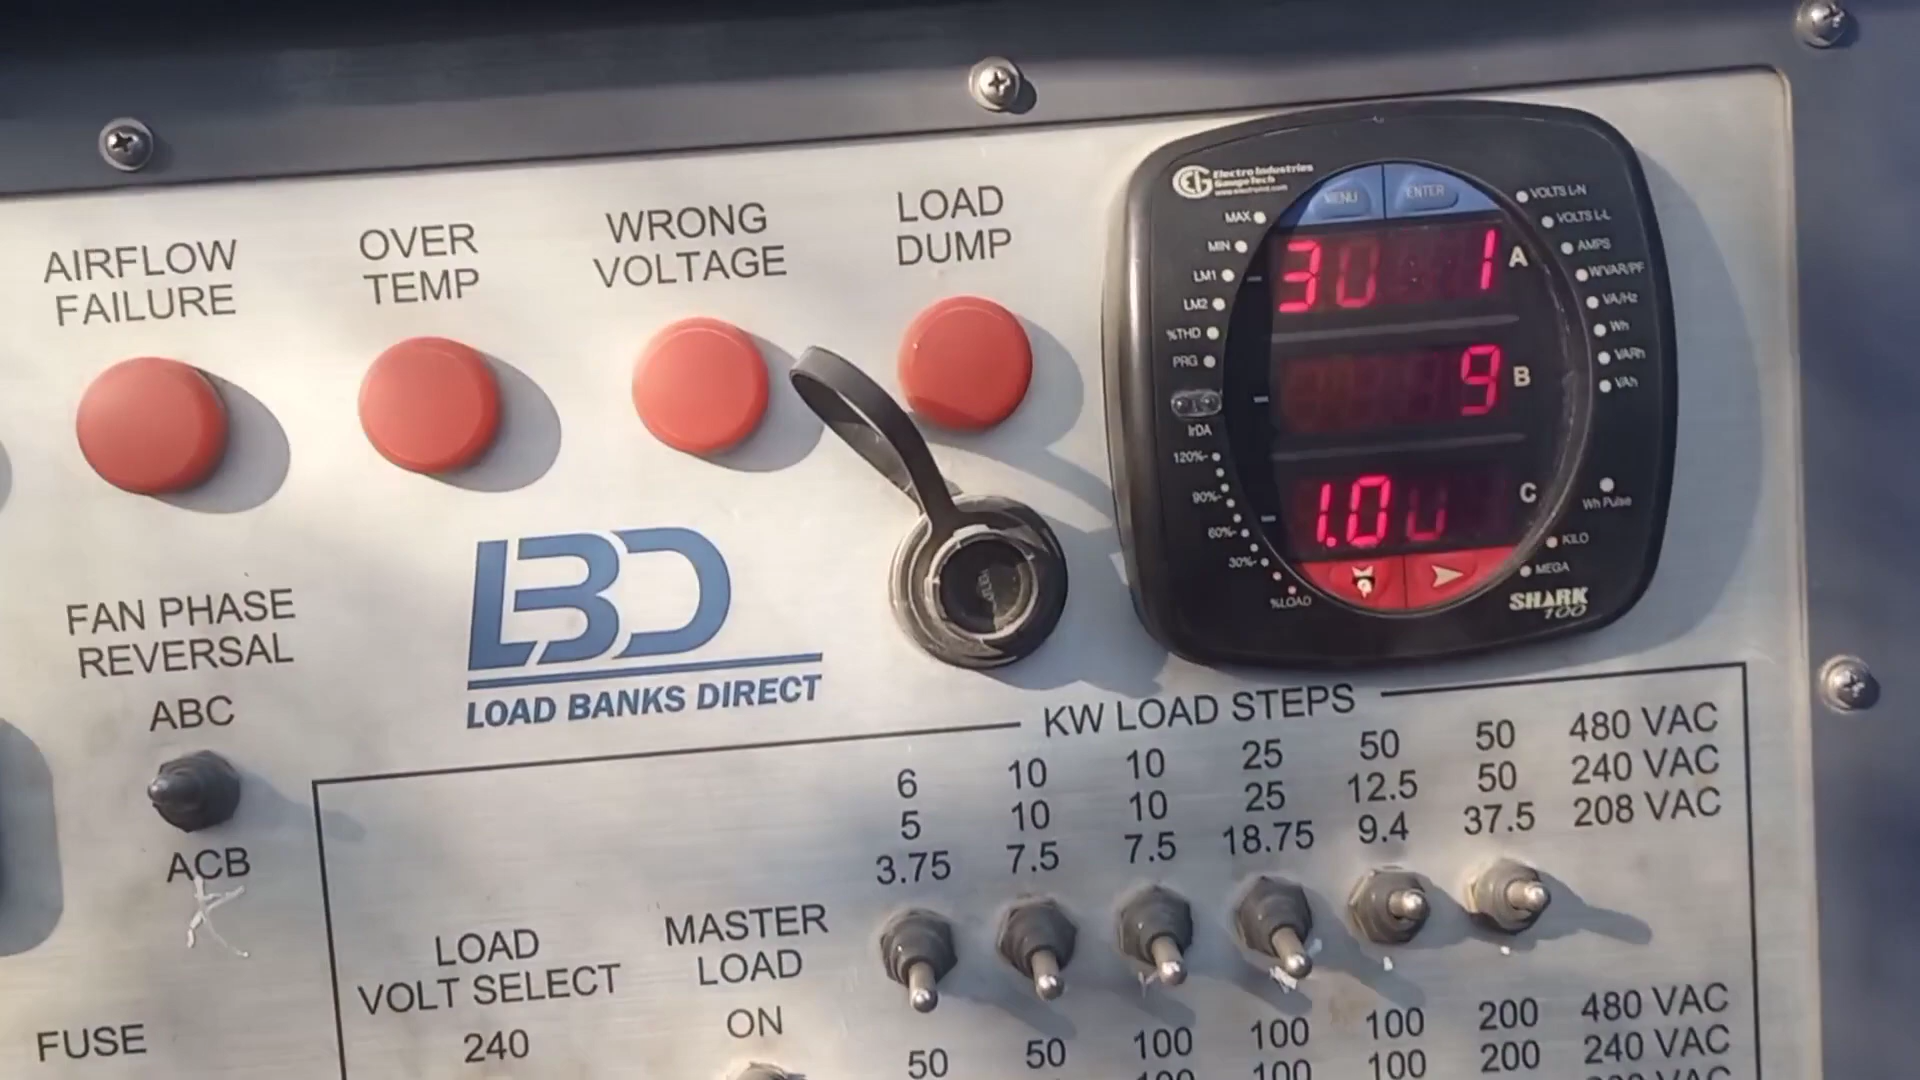 AIRFLOW
FAILURE
OVER
TEMP
WRONG
VOLTAGE
LOAD
DUMP
Electro Industries
GaugeTech
MENU
ENTER
MAX
MIN
LM1
LM2
%THD
PRG
IrDA
120%-
90%-
60%-
30%-
%LOAD
A
9
B
C
VOLTS L-N
VOLTS L-L
AMPS
W/VAR/PF
VA/Hz
Wh
VARh
VAh
Wh Pulse
KILO
MEGA
SHARK
100
LBD
LOAD BANKS DIRECT
FAN PHASE
REVERSAL
ABC
ACB
FUSE
KW LOAD STEPS
6 10 10 25 50 50 480 VAC
5 10 10 25 12.5 50 240 VAC
3.75 7.5 7.5 18.75 9.4 37.5 208 VAC
LOAD
VOLT SELECT
240
MASTER
LOAD
ON
50 50 100 100 100 200 480 VAC
100 100 100 200 240 VAC